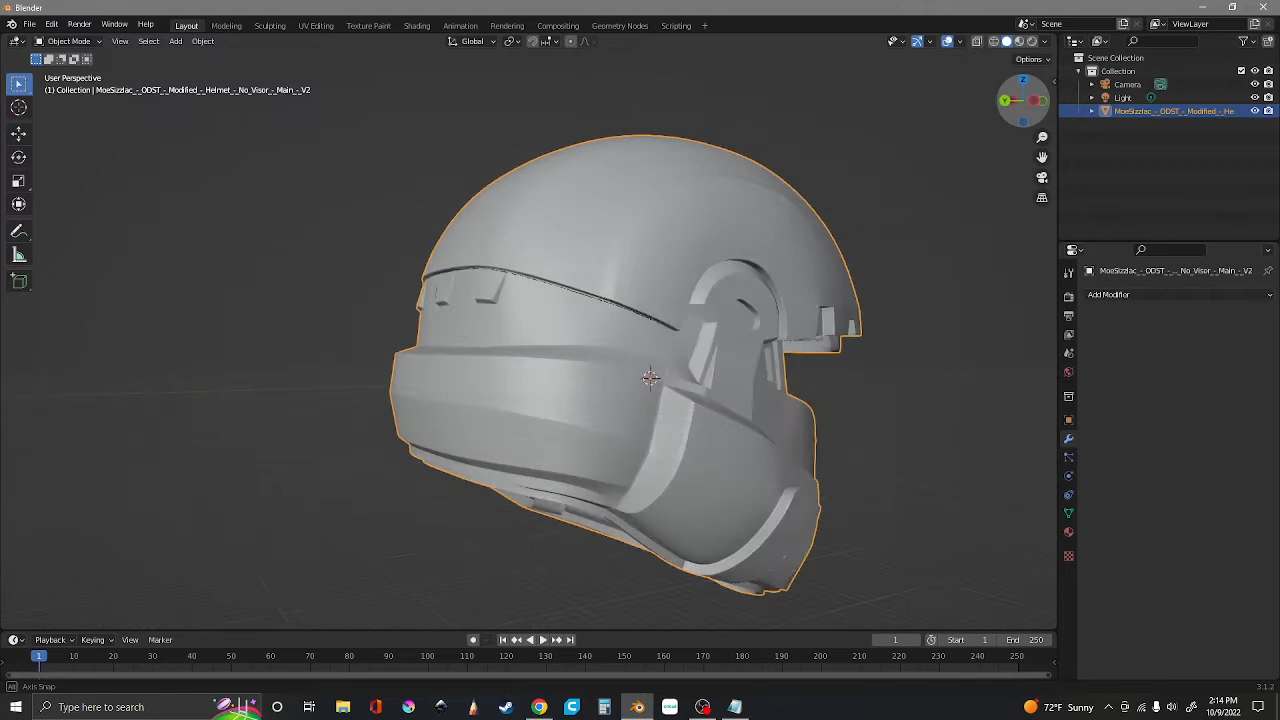 Blender
File Edit Render Window Help Layout Modeling Sculpting UV Editing Texture Paint Shading Animation Rendering Compositing Geometry Nodes Scripting + Scene ViewLayer
Object Mode View Select Add Object Global
Options
User Perspective
(1) Collection | MoeSizzlac_-_ODST_-_Modified_-_Helmet_-_No_Visor_-_Main_-_V2
Z
Y
Scene Collection
Collection
Camera
Light
MoeSizzlac_-_ODST_-_Modified_-_He
MoeSizzlac_-_ODST_-_..._No_Visor_-_Main_-_V2
Add Modifier
Playback Keying View Marker 1 Start 1 End 250
1 10 20 30 40 50 60 70 80 90 100 110 120 130 140 150 160 170 180 190 200 210 220 230 240 250
Axis Snap 3.1.2
Type here to search
72°F Sunny
2:14 PM
10/9/2022